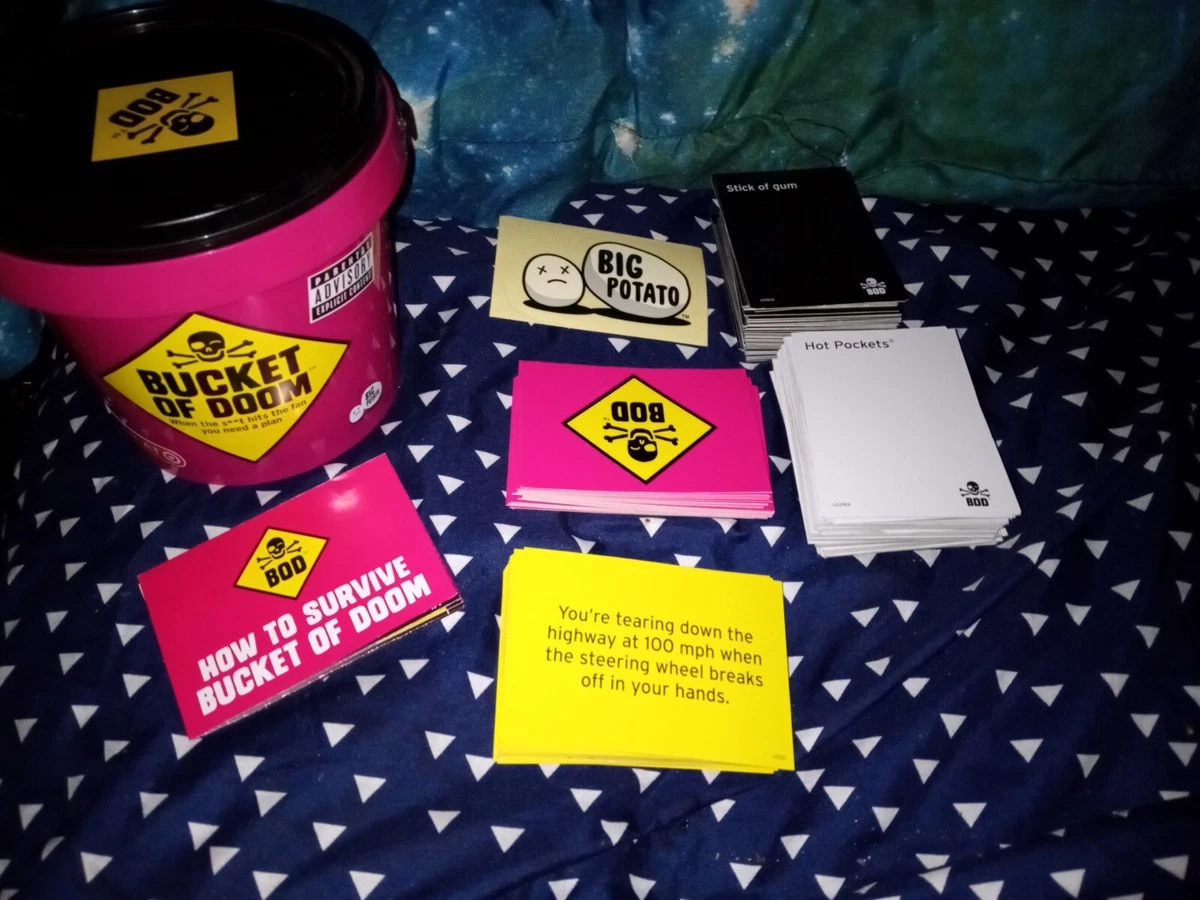 BOD
PARENTAL
ADVISORY
EXPLICIT CONTENT
BUCKET
OF DOOM™
When the s**t hits the fan
you need a plan
BIG
POTATO
BIG
POTATO™
Stick of gum
BOD
Hot Pockets®
BOD
BOD
BOD
HOW TO SURVIVE
BUCKET OF DOOM
You're tearing down the
highway at 100 mph when
the steering wheel breaks
off in your hands.